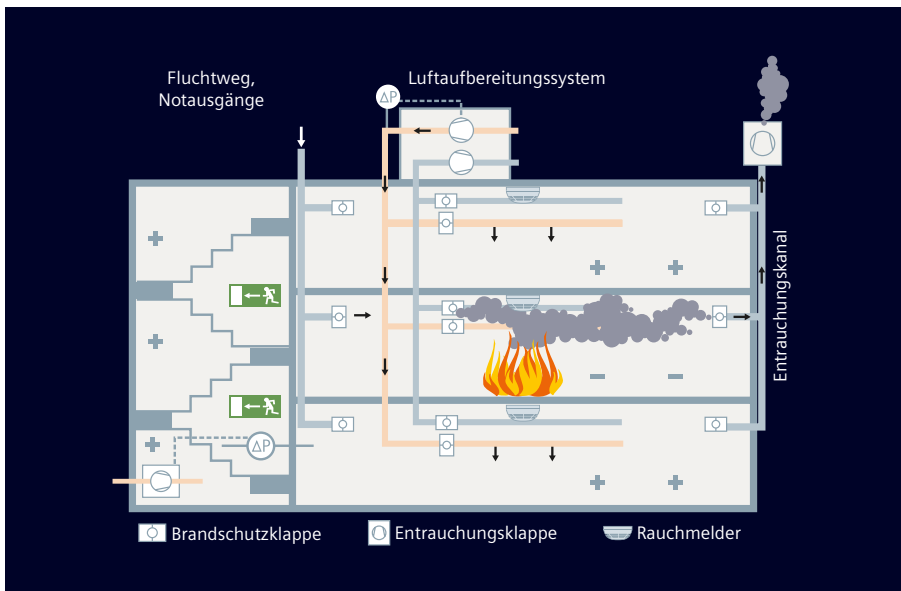 Fluchtweg,
Notausgänge
Luftaufbereitungssystem
ΔP
Entrauchungskanal
ΔP
Brandschutzklappe
Entrauchungsklappe
Rauchmelder